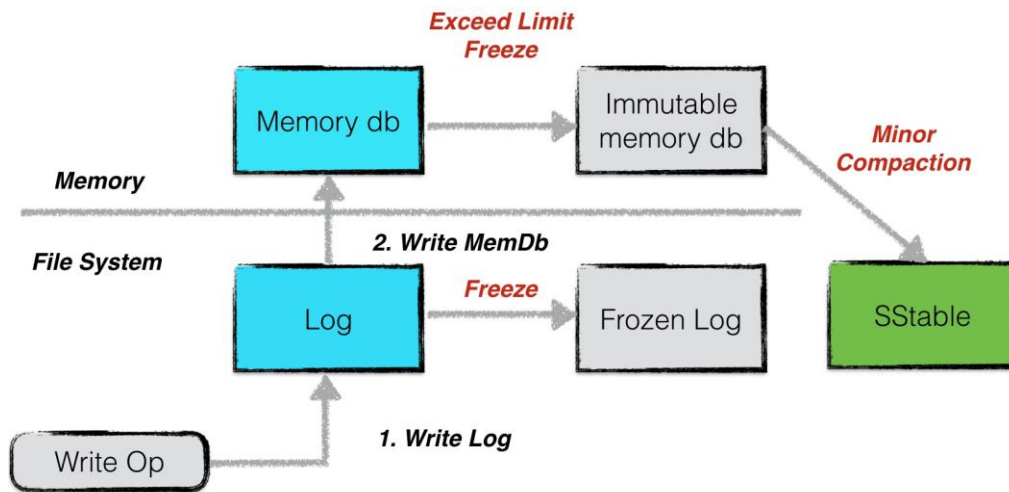 Exceed Limit
Freeze
Memory db
Immutable
memory db
Minor
Compaction
Memory
2. Write MemDb
File System
Freeze
Log
Frozen Log
SStable
1. Write Log
Write Op